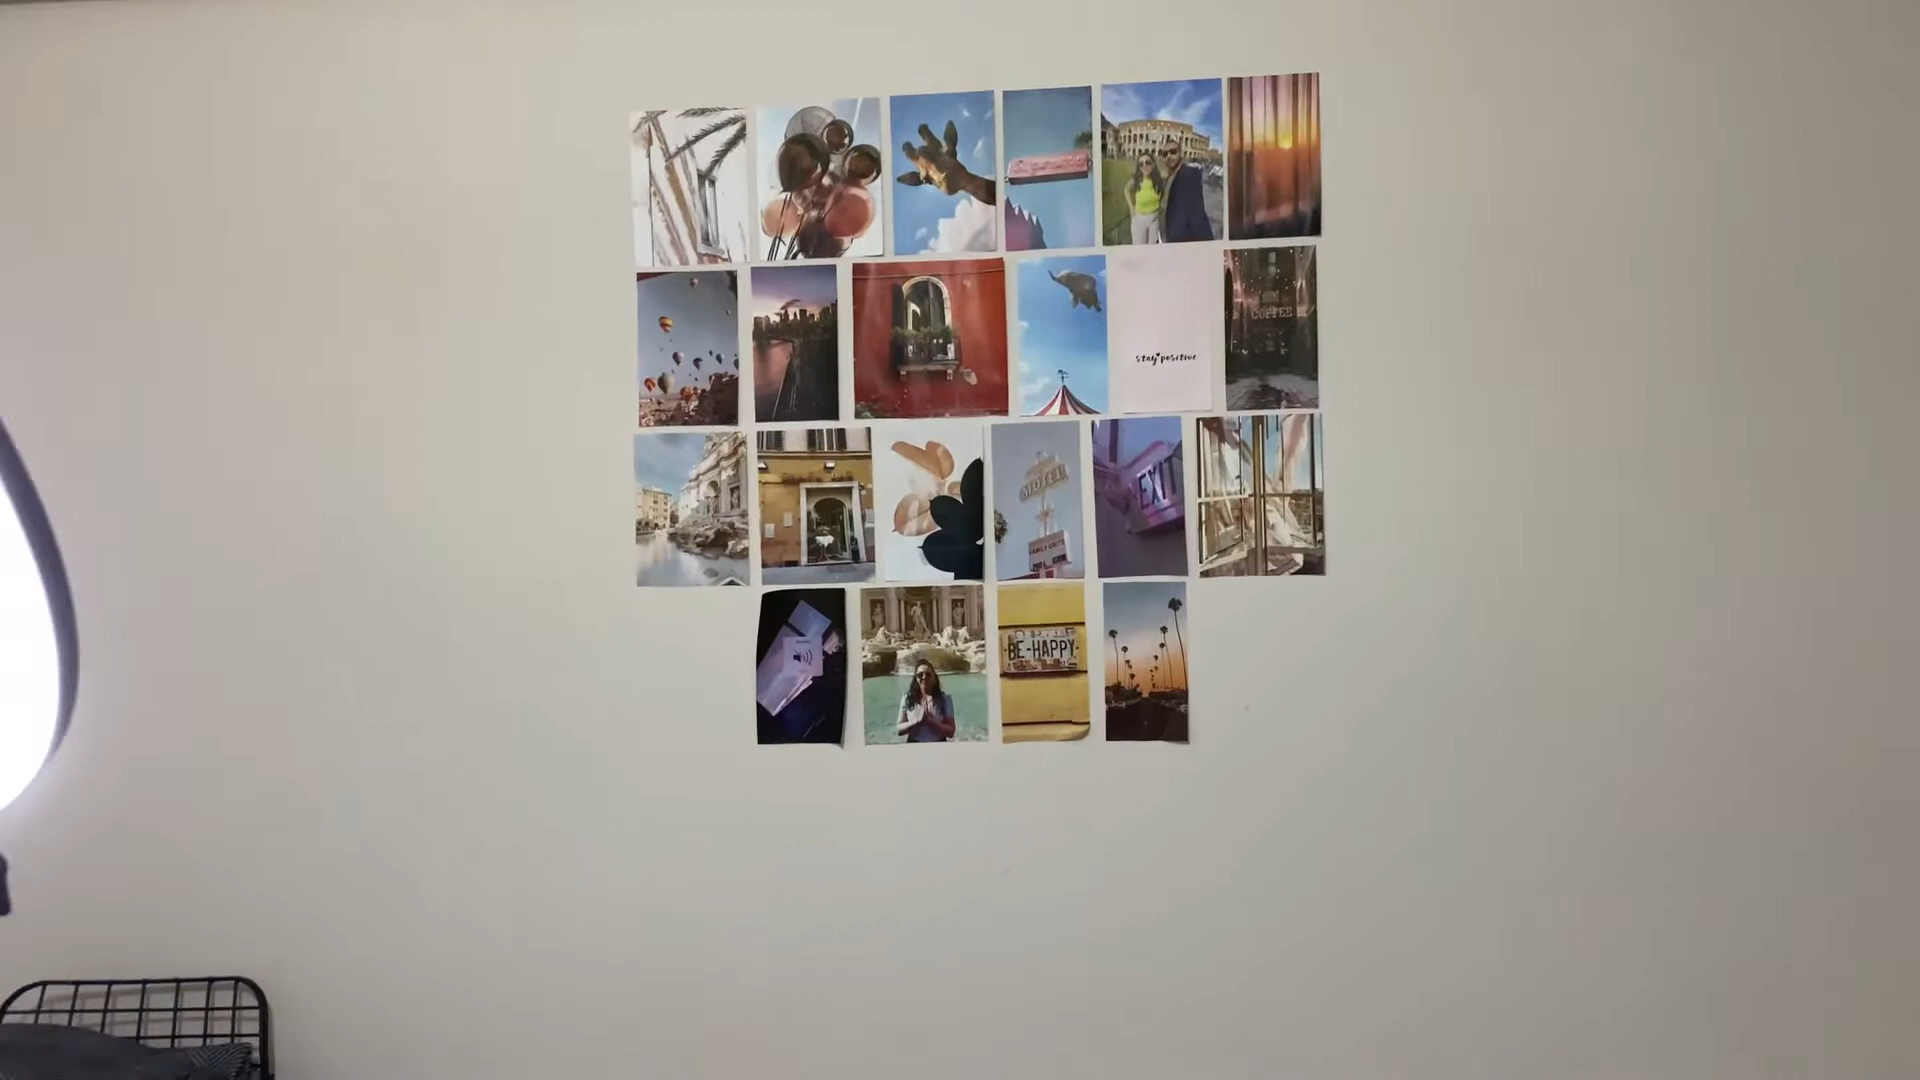 COFFEE
stay positive
MOTEL
FAMILY UNITS
EXIT
BE-HAPPY